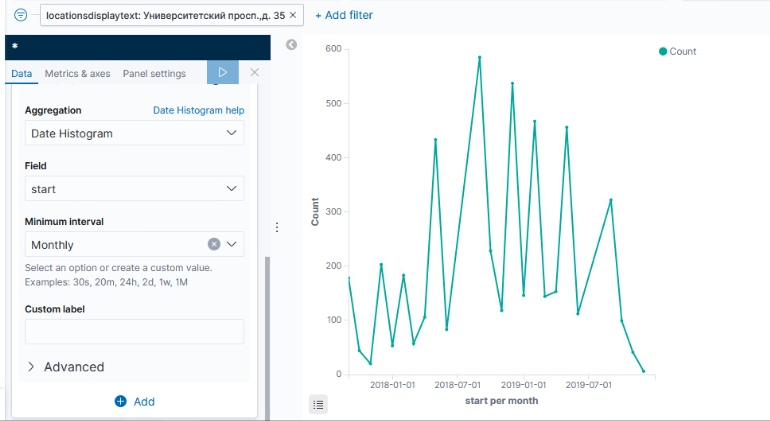 locationsdisplaytext: Университетский просп.,д. 35 ×
+ Add filter
*
Data
Metrics & axes
Panel settings
Aggregation
Date Histogram help
Date Histogram
Field
start
Minimum interval
Monthly
Select an option or create a custom value.
Examples: 30s, 20m, 24h, 2d, 1w, 1M
Custom label
Advanced
Add
600
500
400
300
200
100
0
Count
2018-01-01
2018-07-01
2019-01-01
2019-07-01
start per month
Count